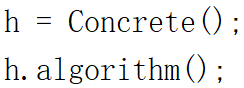 h = Concrete();
h.algorithm();